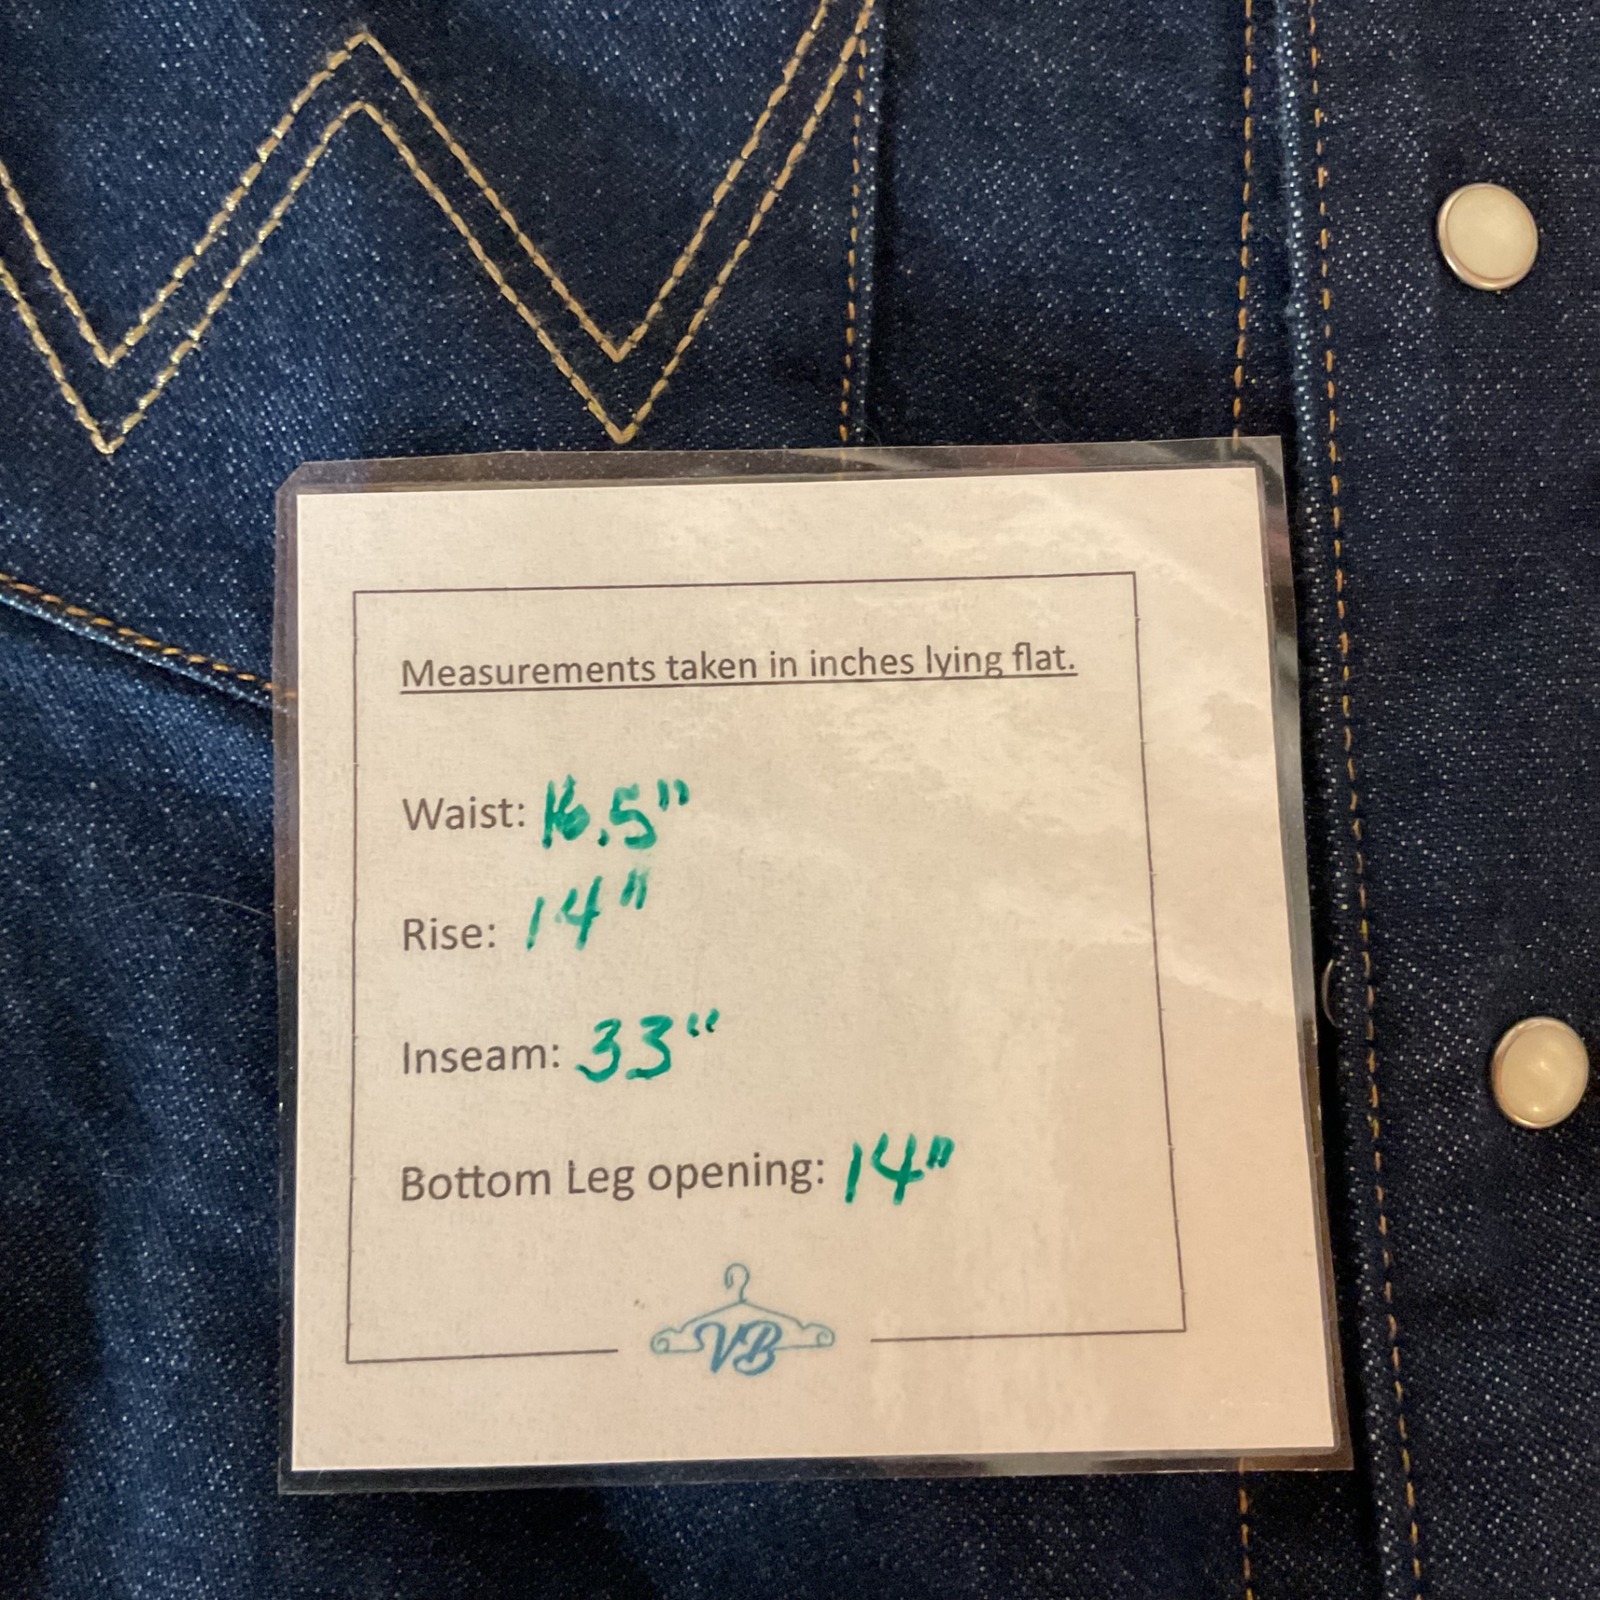 Measurements taken in inches lying flat.
Waist: 16.5"
Rise: 14"
Inseam: 33"
Bottom Leg opening: 14"
VB